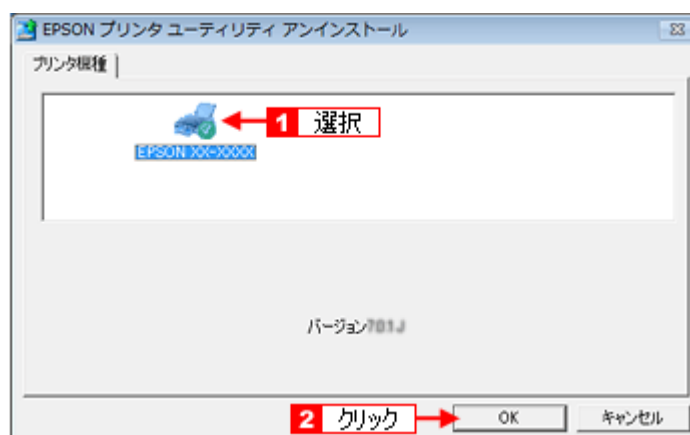 EPSON プリンタ ユーティリティ アンインストール
プリンタ機種
1 選択
EPSON XX-XXXX
バージョン
2 クリック
OK
キャンセル